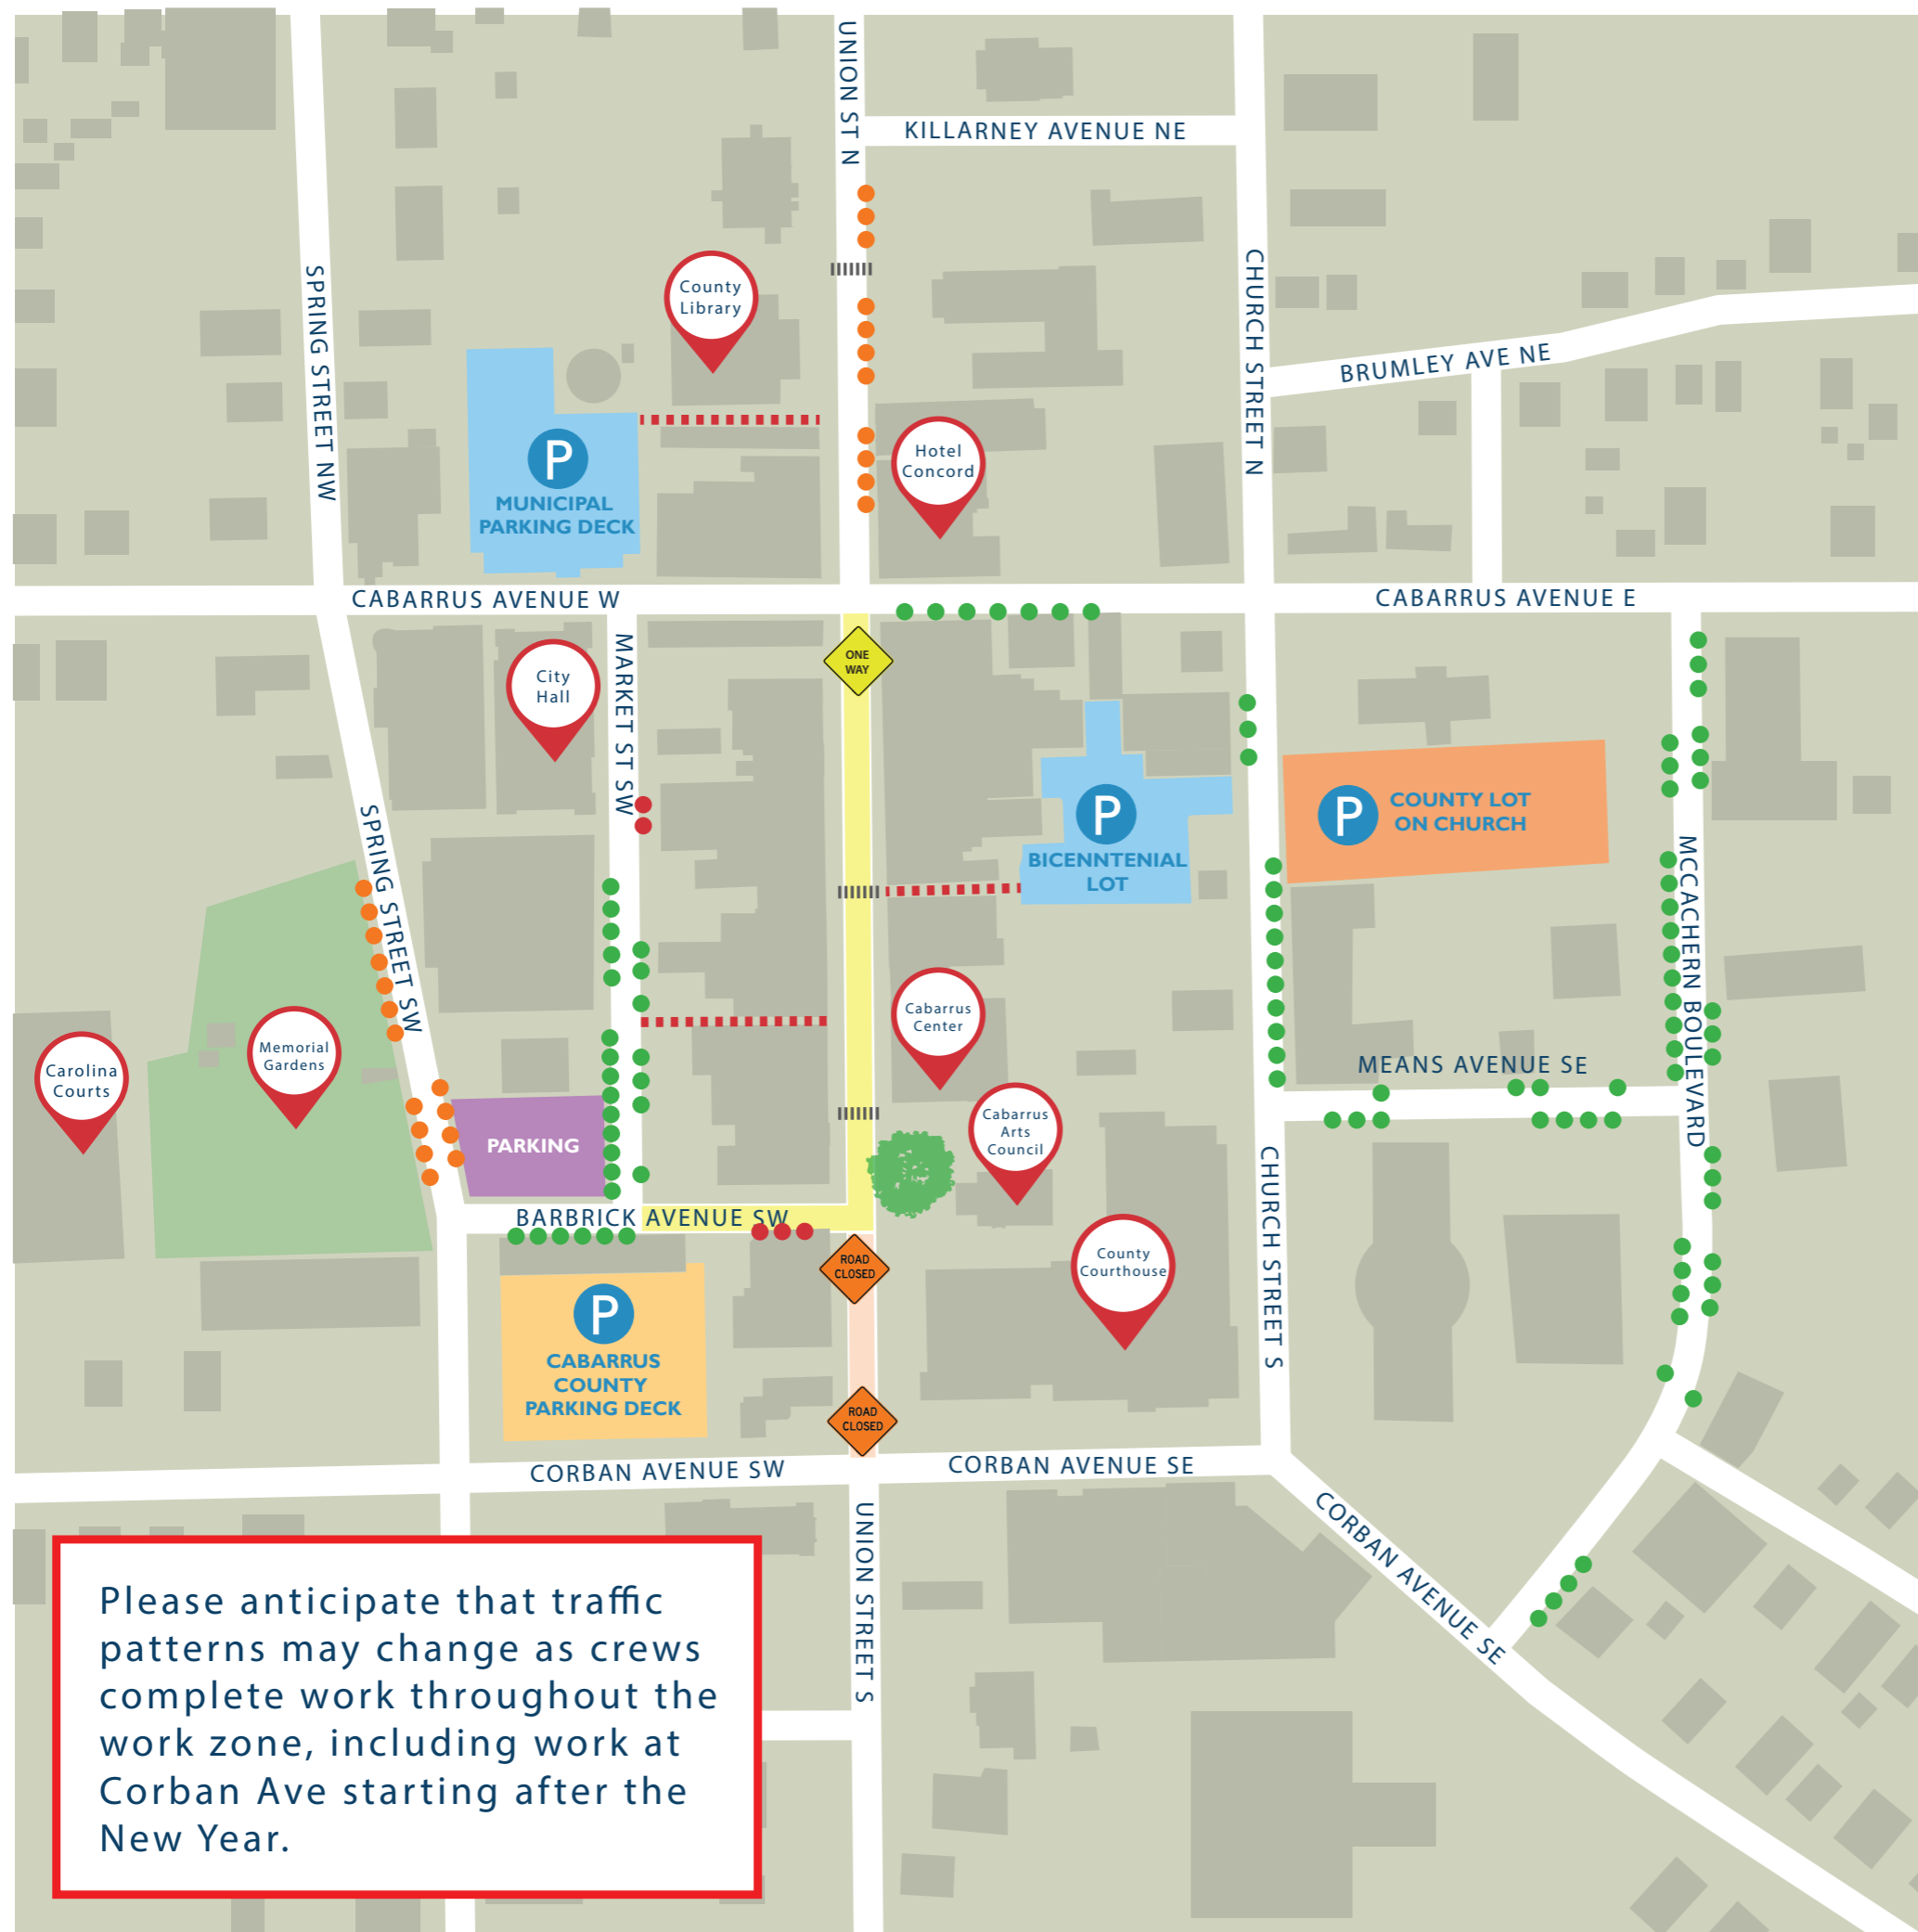 UNION ST N
KILLARNEY AVENUE NE
SPRING STREET NW
CHURCH STREET N
County
Library
BRUMLEY AVE NE
Hotel
Concord
P
MUNICIPAL
PARKING DECK
CABARRUS AVENUE W
CABARRUS AVENUE E
MARKET ST SW
ONE
WAY
City
Hall
P
BICENNTENIAL
LOT
P
COUNTY LOT
ON CHURCH
SPRING STREET SW
MCCACHERN BOULEVARD
Cabarrus
Center
Carolina
Courts
Memorial
Gardens
MEANS AVENUE SE
Cabarrus
Arts
Council
PARKING
CHURCH STREET S
BARBRICK AVENUE SW
ROAD
CLOSED
County
Courthouse
P
CABARRUS
COUNTY
PARKING DECK
ROAD
CLOSED
CORBAN AVENUE SW
CORBAN AVENUE SE
UNION STREET S
CORBAN AVENUE SE
Please anticipate that traffic
patterns may change as crews
complete work throughout the
work zone, including work at
Corban Ave starting after the
New Year.